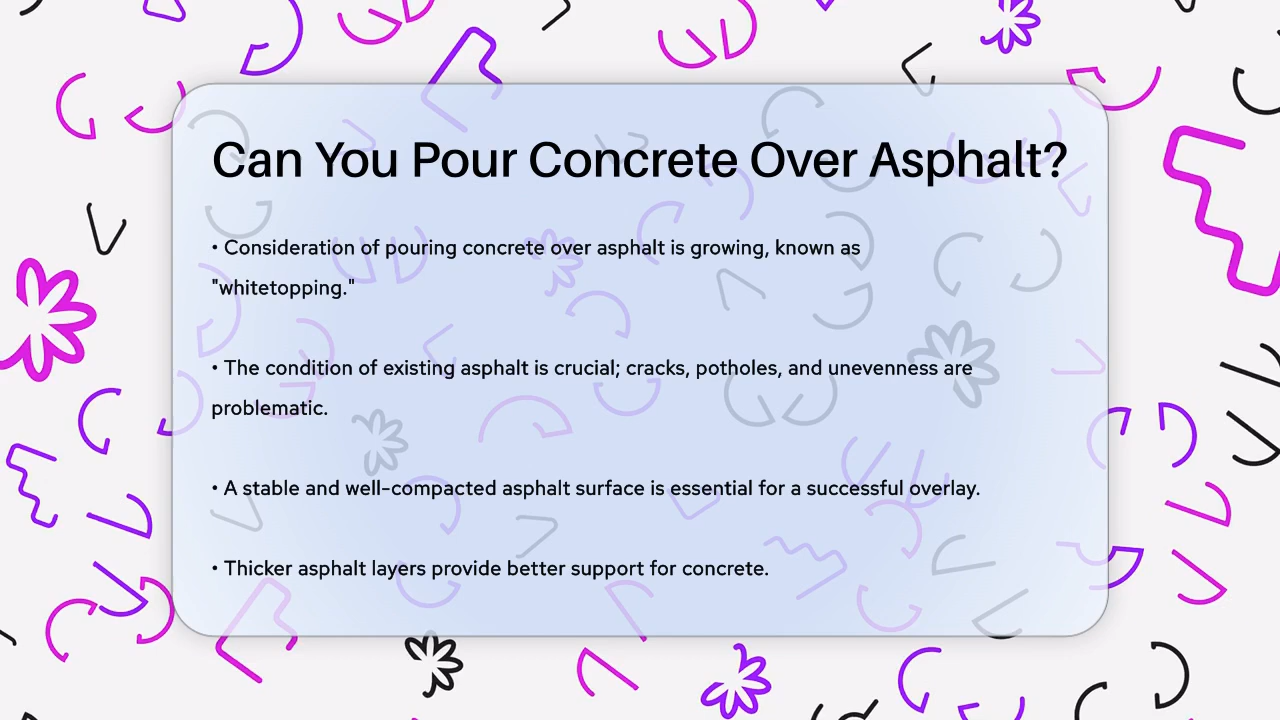 Can You Pour Concrete Over Asphalt?
• Consideration of pouring concrete over asphalt is growing, known as
"whitetopping."
• The condition of existing asphalt is crucial; cracks, potholes, and unevenness are
problematic.
• A stable and well-compacted asphalt surface is essential for a successful overlay.
• Thicker asphalt layers provide better support for concrete.